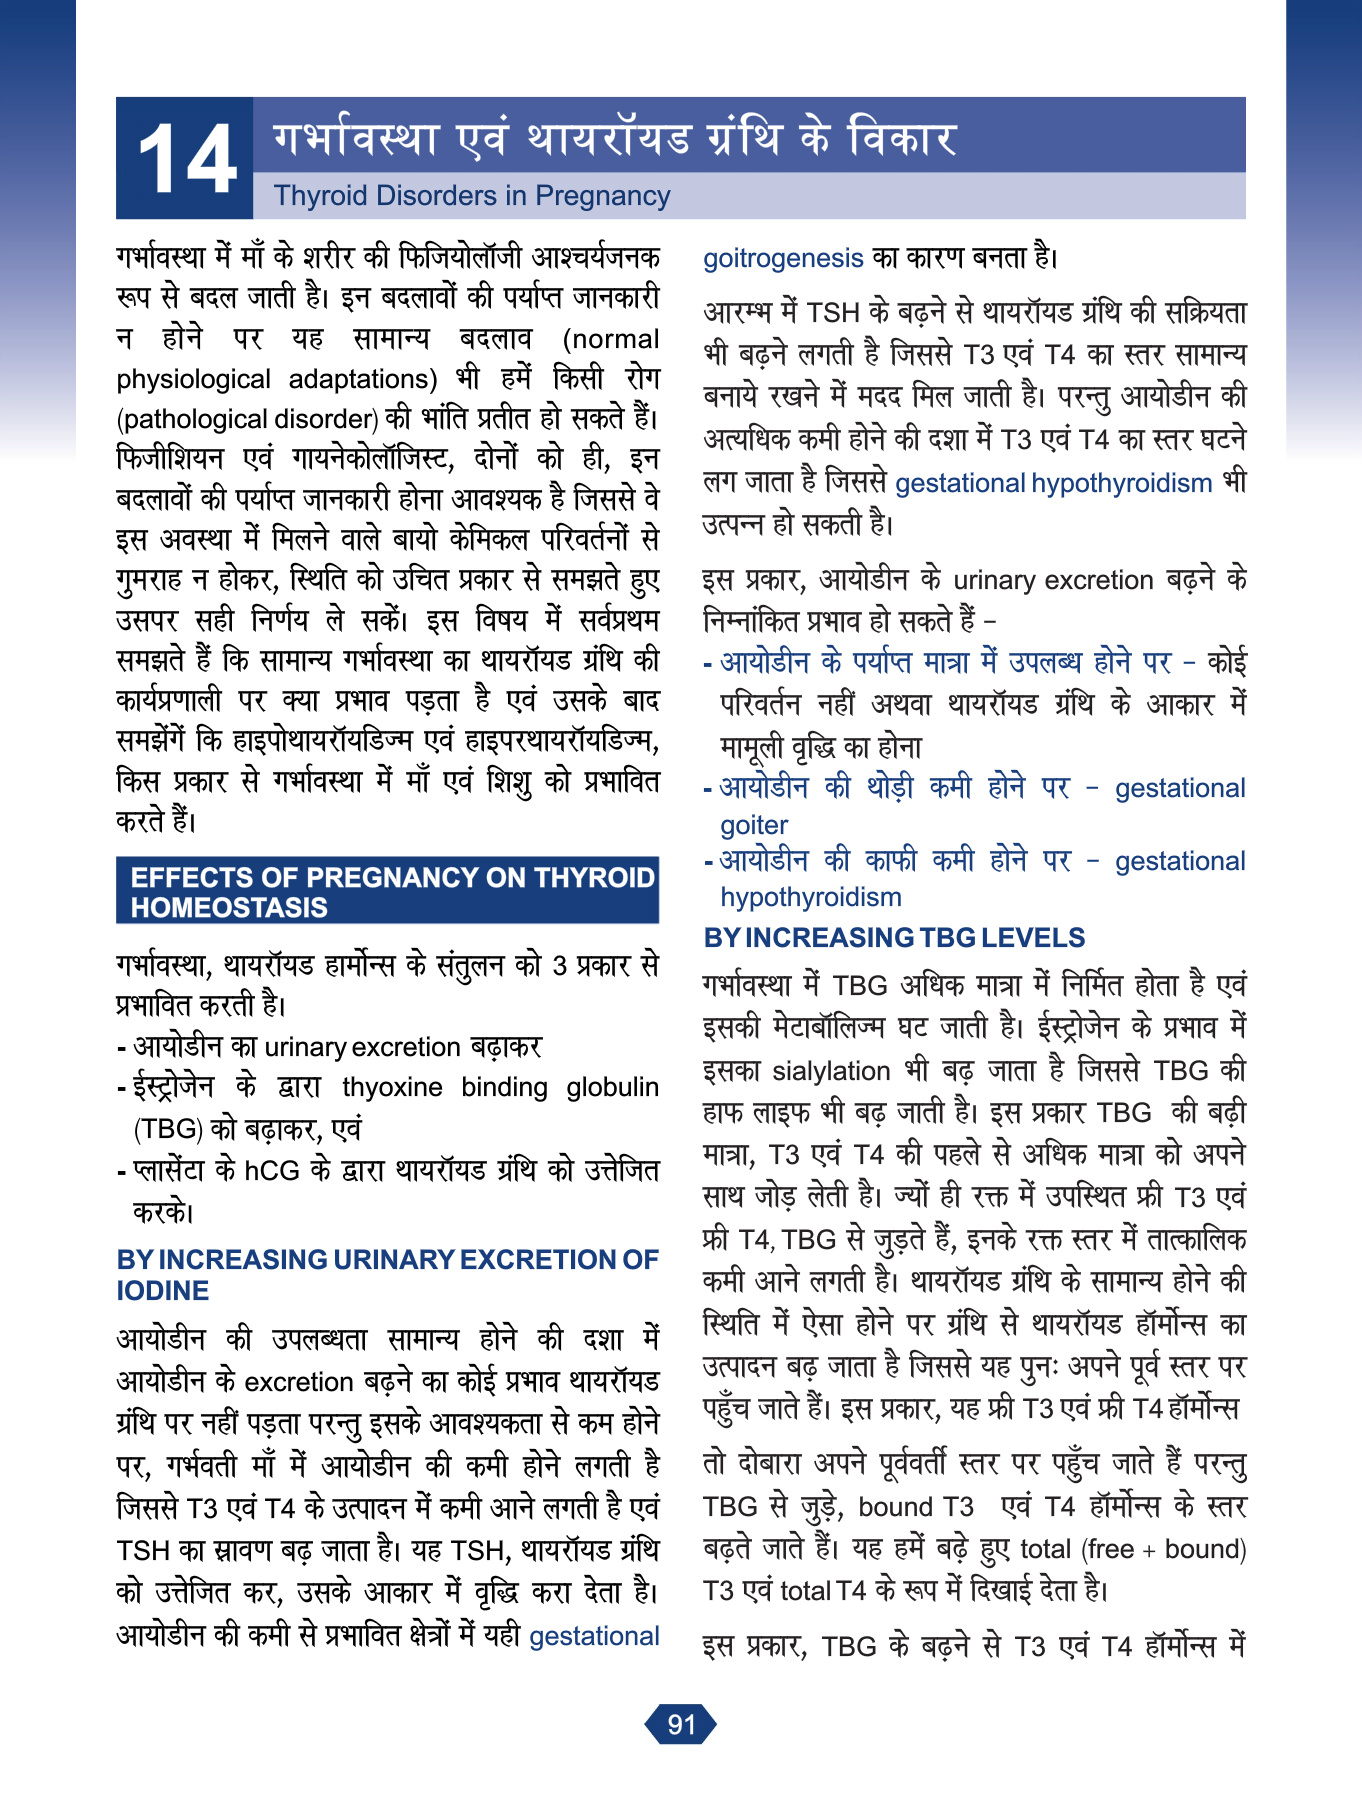 14
गर्भावस्था एवं थायरॉयड ग्रंथि के विकार
Thyroid Disorders in Pregnancy
गर्भावस्था में माँ के शरीर की फिजियोलॉजी आश्चर्यजनक
रूप से बदल जाती है। इन बदलावों की पर्याप्त जानकारी
न होने पर यह सामान्य बदलाव (normal
physiological adaptations) भी हमें किसी रोग
(pathological disorder) की भांति प्रतीत हो सकते हैं।
फिजीशियन एवं गायनेकोलॉजिस्ट, दोनों को ही, इन
बदलावों की पर्याप्त जानकारी होना आवश्यक है जिससे वे
इस अवस्था में मिलने वाले बायो केमिकल परिवर्तनों से
गुमराह न होकर, स्थिति को उचित प्रकार से समझते हुए
उसपर सही निर्णय ले सकें। इस विषय में सर्वप्रथम
समझते हैं कि सामान्य गर्भावस्था का थायरॉयड ग्रंथि की
कार्यप्रणाली पर क्या प्रभाव पड़ता है एवं उसके बाद
समझेंगें कि हाइपोथायरॉयडिज्म एवं हाइपरथायरॉयडिज्म,
किस प्रकार से गर्भावस्था में माँ एवं शिशु को प्रभावित
करते हैं।
EFFECTS OF PREGNANCY ON THYROID
HOMEOSTASIS
गर्भावस्था, थायरॉयड हार्मोन्स के संतुलन को 3 प्रकार से
प्रभावित करती है।
- आयोडीन का urinary excretion बढ़ाकर
- ईस्ट्रोजेन के द्वारा thyoxine binding globulin
(TBG) को बढ़ाकर, एवं
- प्लासेंटा के hCG के द्वारा थायरॉयड ग्रंथि को उत्तेजित
करके।
BY INCREASING URINARY EXCRETION OF
IODINE
आयोडीन की उपलब्धता सामान्य होने की दशा में
आयोडीन के excretion बढ़ने का कोई प्रभाव थायरॉयड
ग्रंथि पर नहीं पड़ता परन्तु इसके आवश्यकता से कम होने
पर, गर्भवती माँ में आयोडीन की कमी होने लगती है
जिससे T3 एवं T4 के उत्पादन में कमी आने लगती है एवं
TSH का स्रावण बढ़ जाता है। यह TSH, थायरॉयड ग्रंथि
को उत्तेजित कर, उसके आकार में वृद्धि करा देता है।
आयोडीन की कमी से प्रभावित क्षेत्रों में यही gestational
goitrogenesis का कारण बनता है।
आरम्भ में TSH के बढ़ने से थायरॉयड ग्रंथि की सक्रियता
भी बढ़ने लगती है जिससे T3 एवं T4 का स्तर सामान्य
बनाये रखने में मदद मिल जाती है। परन्तु आयोडीन की
अत्यधिक कमी होने की दशा में T3 एवं T4 का स्तर घटने
लग जाता है जिससे gestational hypothyroidism भी
उत्पन्न हो सकती है।
इस प्रकार, आयोडीन के urinary excretion बढ़ने के
निम्नांकित प्रभाव हो सकते हैं –
- आयोडीन के पर्याप्त मात्रा में उपलब्ध होने पर – कोई
परिवर्तन नहीं अथवा थायरॉयड ग्रंथि के आकार में
मामूली वृद्धि का होना
- आयोडीन की थोड़ी कमी होने पर – gestational
goiter
- आयोडीन की काफी कमी होने पर – gestational
hypothyroidism
BY INCREASING TBG LEVELS
गर्भावस्था में TBG अधिक मात्रा में निर्मित होता है एवं
इसकी मेटाबॉलिज्म घट जाती है। ईस्ट्रोजेन के प्रभाव में
इसका sialylation भी बढ़ जाता है जिससे TBG की
हाफ लाइफ भी बढ़ जाती है। इस प्रकार TBG की बढ़ी
मात्रा, T3 एवं T4 की पहले से अधिक मात्रा को अपने
साथ जोड़ लेती है। ज्यों ही रक्त में उपस्थित फ्री T3 एवं
फ्री T4, TBG से जुड़ते हैं, इनके रक्त स्तर में तात्कालिक
कमी आने लगती है। थायरॉयड ग्रंथि के सामान्य होने की
स्थिति में ऐसा होने पर ग्रंथि से थायरॉयड हॉर्मोन्स का
उत्पादन बढ़ जाता है जिससे यह पुनः अपने पूर्व स्तर पर
पहुँच जाते हैं। इस प्रकार, यह फ्री T3 एवं फ्री T4 हॉर्मोन्स
तो दोबारा अपने पूर्ववर्ती स्तर पर पहुँच जाते हैं परन्तु
TBG से जुड़े, bound T3 एवं T4 हॉर्मोन्स के स्तर
बढ़ते जाते हैं। यह हमें बढ़े हुए total (free + bound)
T3 एवं total T4 के रूप में दिखाई देता है।
इस प्रकार, TBG के बढ़ने से T3 एवं T4 हॉर्मोन्स में
91